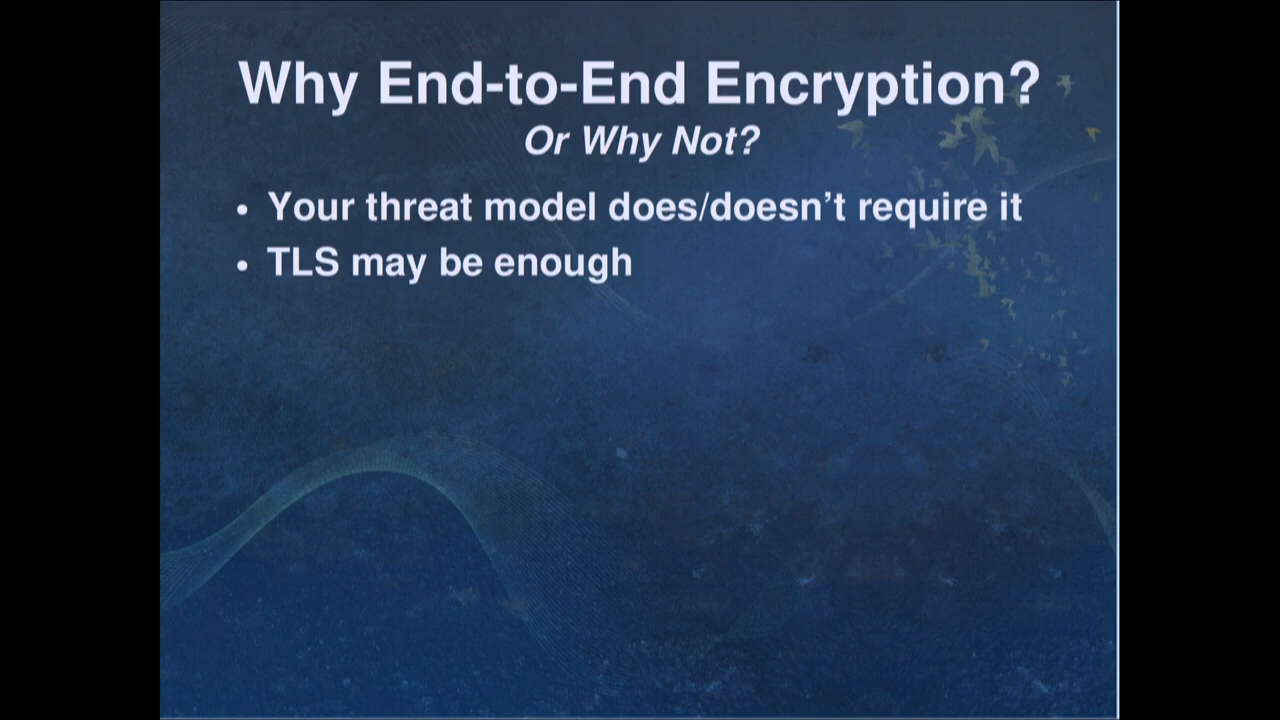 Why End-to-End Encryption?
Or Why Not?
• Your threat model does/doesn’t require it
• TLS may be enough